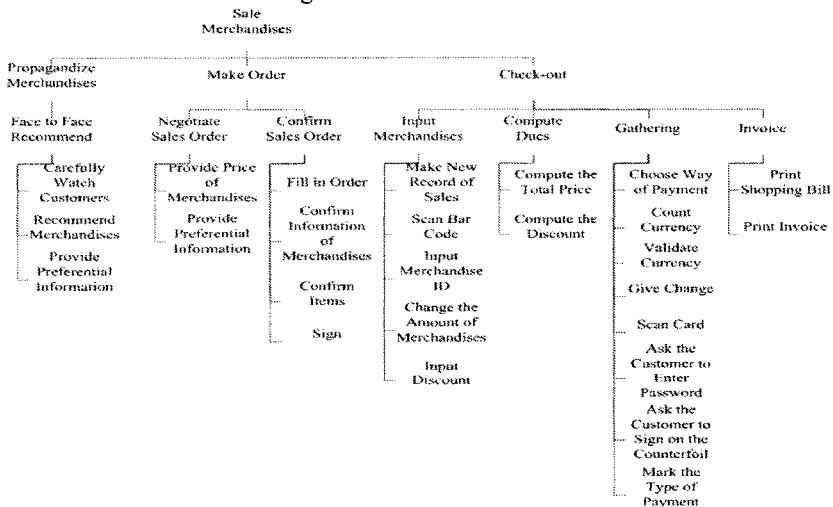 Sale
Merchandises
Propagandize
Merchandises
Make Order
Check-out
Face to Face
Recommend
Negotiate
Sales Order
Confirm
Sales Order
Input
Merchandises
Compute
Dues
Gathering
Invoice
Carefully
Watch
Customers
Recommend
Merchandises
Provide
Preferential
Information
Provide Price
of
Merchandises
Provide
Preferential
Information
Fill in Order
Confirm
Information
of
Merchandises
Confirm
Items
Sign
Make New
Record of
Sales
Scan Bar
Code
Input
Merchandise
ID
Change the
Amount of
Merchandises
Input
Discount
Compute the
Total Price
Compute the
Discount
Choose Way
of Payment
Count
Currency
Validate
Currency
Give Change
Scan Card
Ask the
Customer to
Enter
Password
Ask the
Customer to
Sign on the
Counterfoil
Mark the
Type of
Payment
Print
Shopping Bill
Print Invoice